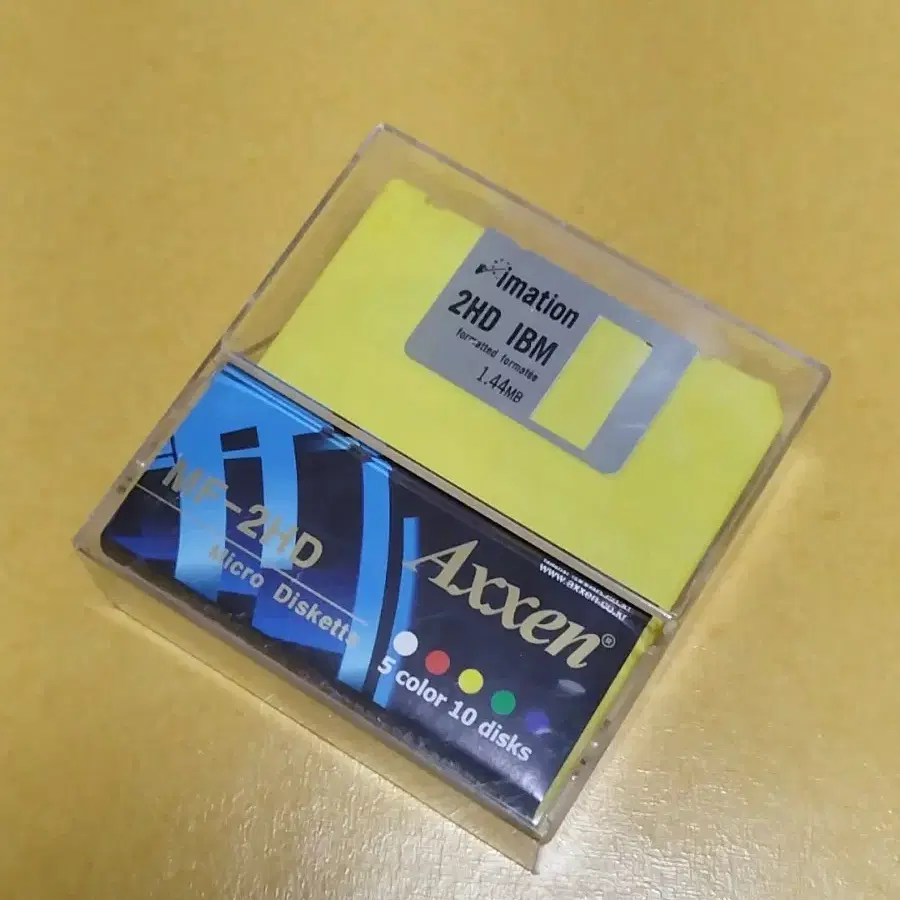 imation
2HD IBM
formatted formatée
1.44MB
MF-2HD
Micro Diskette
Axxen®
www.axxen.co.kr
5 color 10 disks